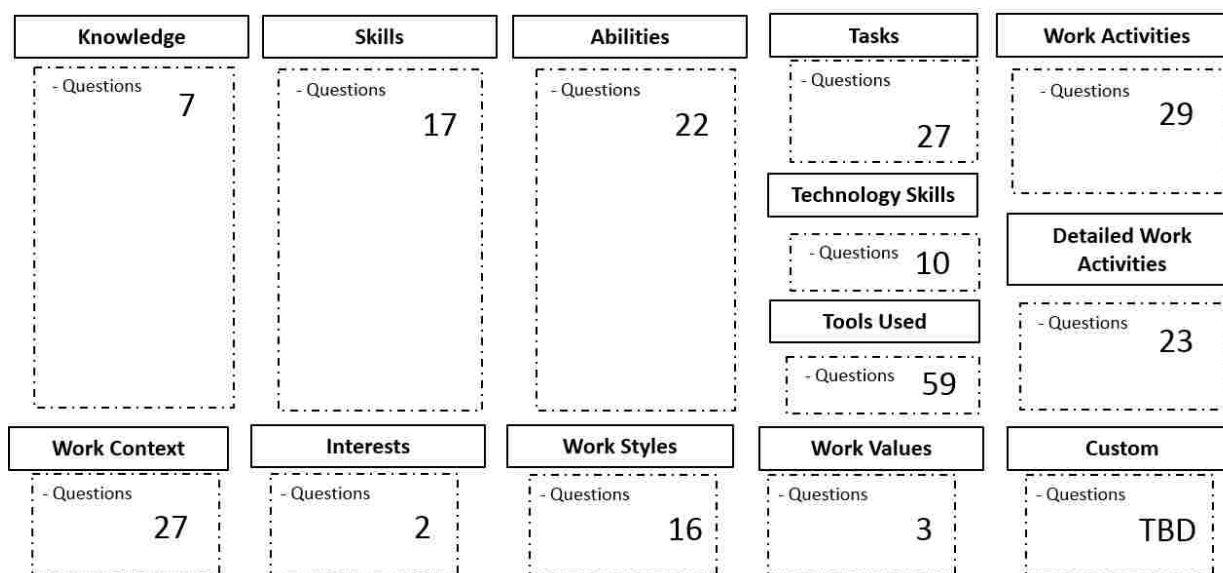 Knowledge
- Questions
7
Skills
- Questions
17
Abilities
- Questions
22
Tasks
- Questions
27
Technology Skills
- Questions
10
Tools Used
- Questions
59
Work Activities
- Questions
29
Detailed Work
Activities
- Questions
23
Work Context
- Questions
27
Interests
- Questions
2
Work Styles
- Questions
16
Work Values
- Questions
3
Custom
- Questions
TBD